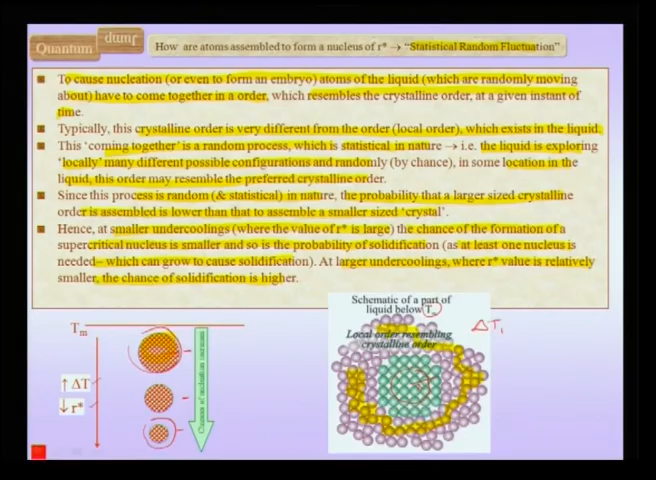 Quantum Jump
How are atoms assembled to form a nucleus of r* → “Statistical Random Fluctuation”
To cause nucleation (or even to form an embryo) atoms of the liquid (which are randomly moving
about) have to come together in a order, which resembles the crystalline order, at a given instant of
time.
Typically, this crystalline order is very different from the order (local order), which exists in the liquid.
This ‘coming together’ is a random process, which is statistical in nature → i.e. the liquid is exploring
‘locally’ many different possible configurations and randomly (by chance), in some location in the
liquid, this order may resemble the preferred crystalline order.
Since this process is random (& statistical) in nature, the probability that a larger sized crystalline
order is assembled is lower than that to assemble a smaller sized ‘crystal’.
Hence, at smaller undercoolings (where the value of r* is large) the chance of the formation of a
supercritical nucleus is smaller and so is the probability of solidification (as at least one nucleus is
needed– which can grow to cause solidification). At larger undercoolings, where r* value is relatively
smaller, the chance of solidification is higher.
Tm
↑ ΔT
↓ r*
Chance of nucleation increases
Schematic of a part of
liquid below Tm
ΔT1
Local order resembling
crystalline order